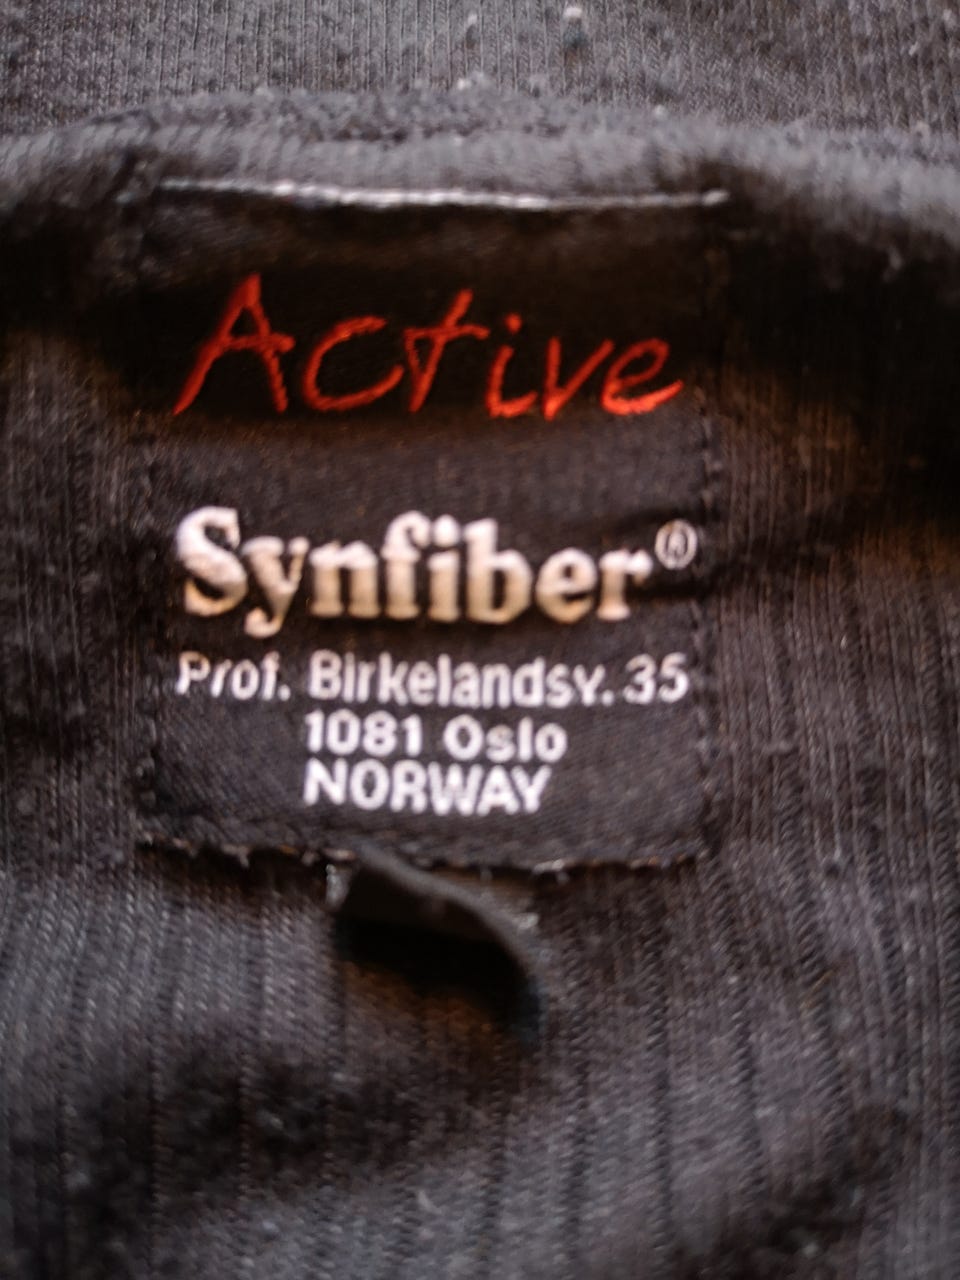 Active
Synfiber®
Prof. Birkelandsv. 35
1081 Oslo
NORWAY